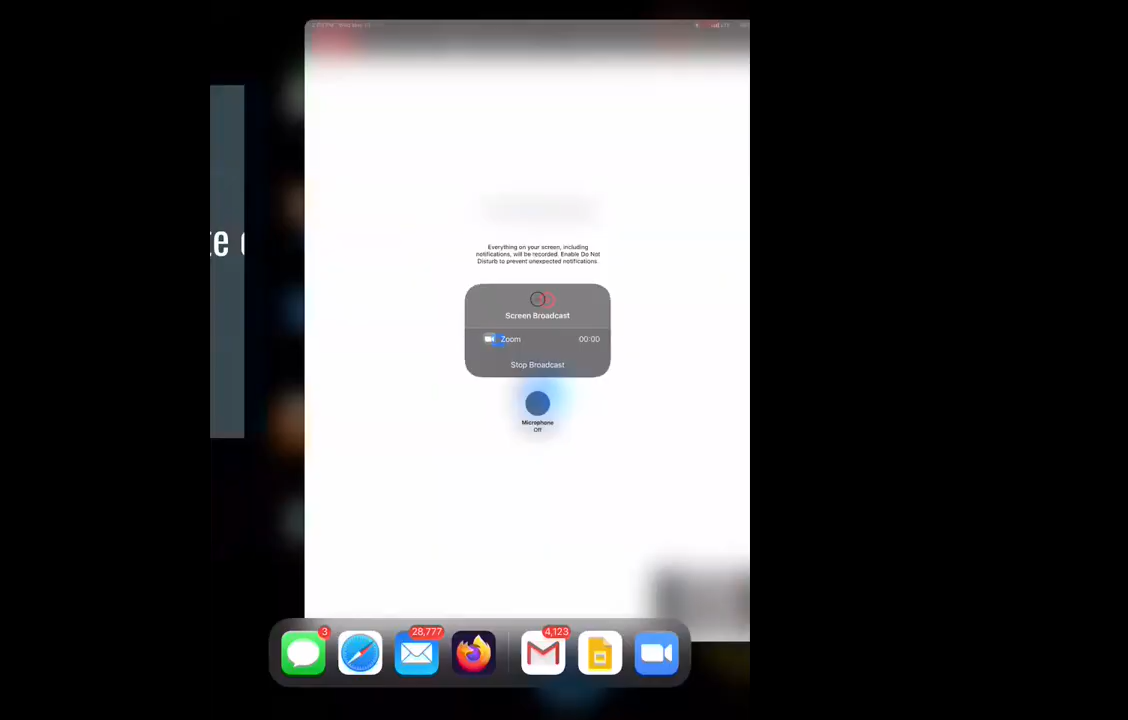 Everything on your screen, including
notifications, will be recorded. Enable Do Not
Disturb to prevent unexpected notifications.
Screen Broadcast
Zoom 00:00
Stop Broadcast
Microphone
Off
3
28,777
4,123